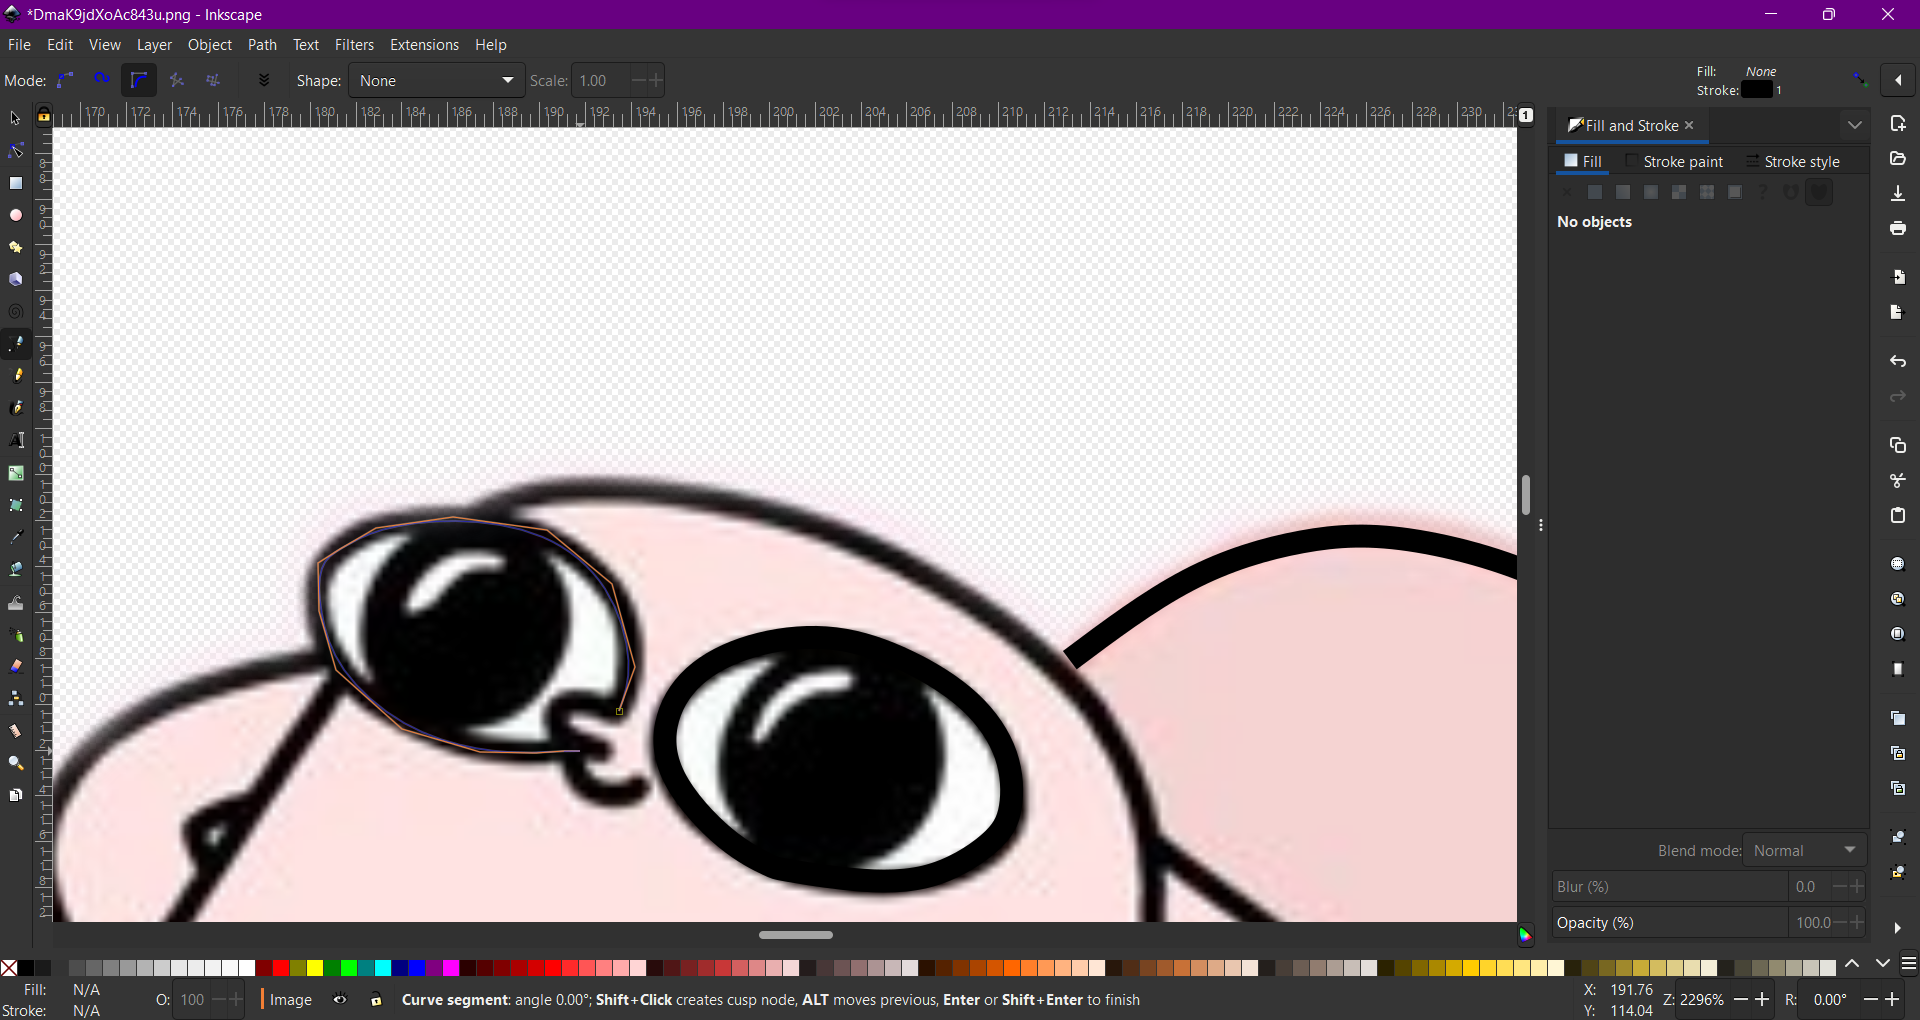 *DmaK9jdXoAc843u.png - Inkscape
File Edit View Layer Object Path Text Filters Extensions Help
Mode: Shape: None Scale: 1.00
Fill: None
Stroke: 1
170 172 174 176 178 180 182 184 186 188 190 192 194 196 198 200 202 204 206 208 210 212 214 216 218 220 222 224 226 228 230
1
Fill and Stroke
Fill Stroke paint Stroke style
No objects
Blend mode: Normal
Blur (%) 0.0
Opacity (%) 100.0
Fill: N/A
Stroke: N/A
O: 100
Image
Curve segment: angle 0.00°; Shift+Click creates cusp node, ALT moves previous, Enter or Shift+Enter to finish
X: 191.76
Y: 114.04
Z: 2296%
R: 0.00°